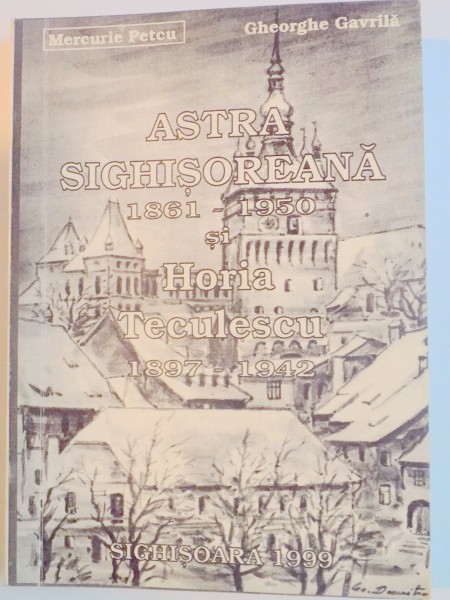 Mercurie Petcu Gheorghe Gavrilă
ASTRA
SIGHIȘOREANĂ
1861 - 1950
și
Horia
Teculescu
1897 - 1942
SIGHIȘOARA 1999